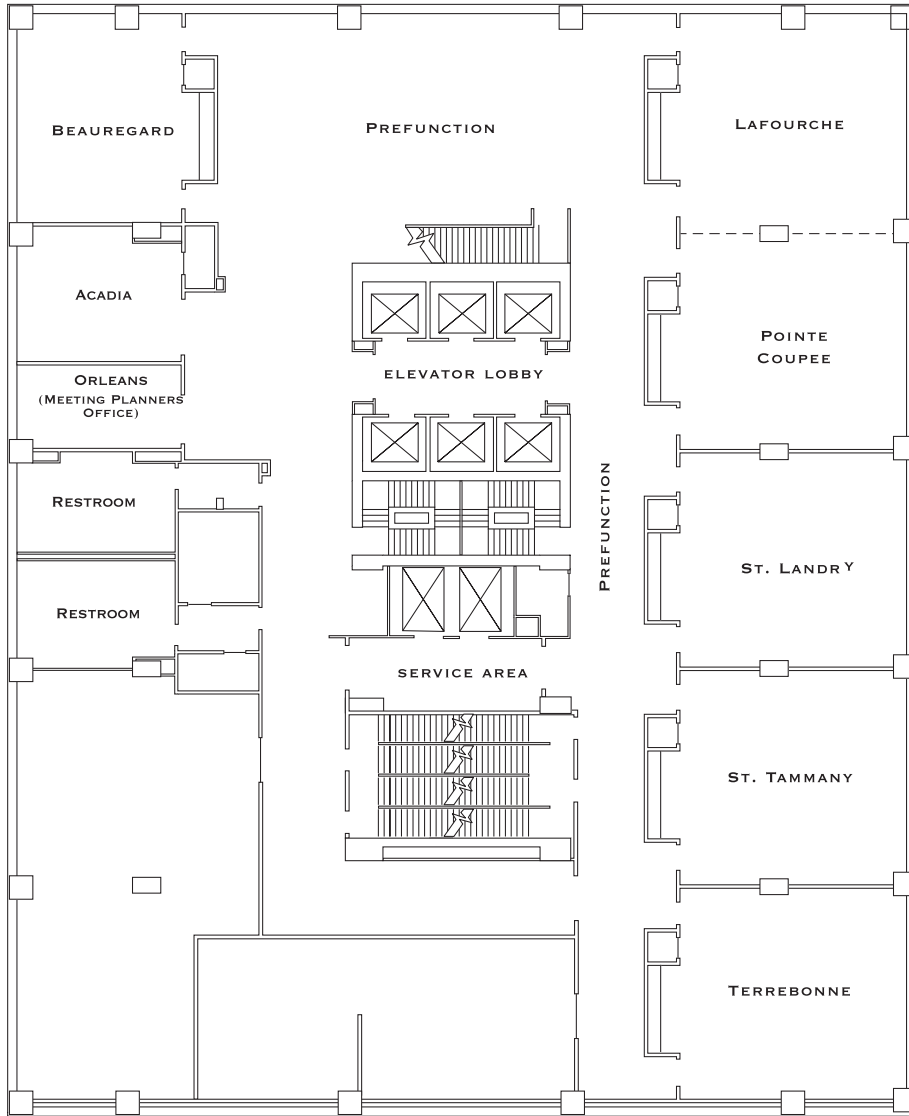 BEAUREGARD
PREFUNCTION
LAFOURCHE
ACADIA
POINTE
COUPEE
ORLEANS
(MEETING PLANNERS
OFFICE)
ELEVATOR LOBBY
RESTROOM
PREFUNCTION
ST. LANDRY
RESTROOM
SERVICE AREA
ST. TAMMANY
TERREBONNE